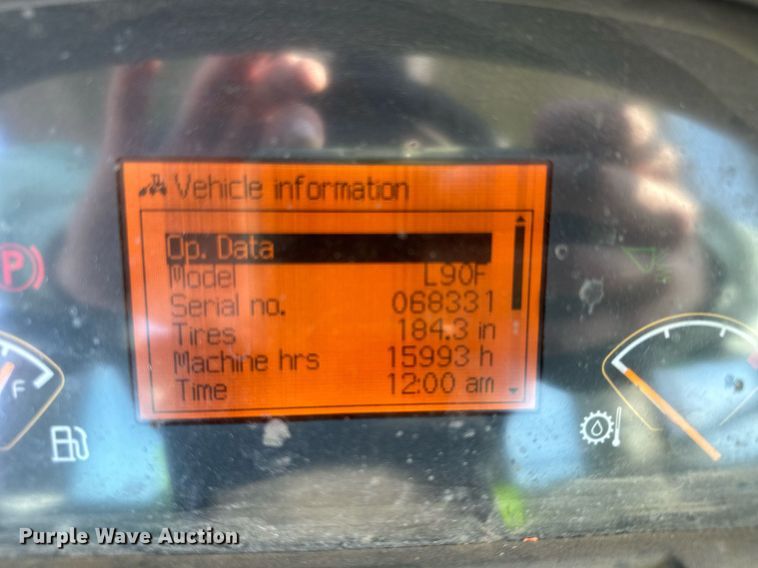 Vehicle information
Op. Data
Model L90F
Serial no. 068331
Tires 184.3 in
Machine hrs 15993 h
Time 12:00 am
P
F
Purple Wave Auction